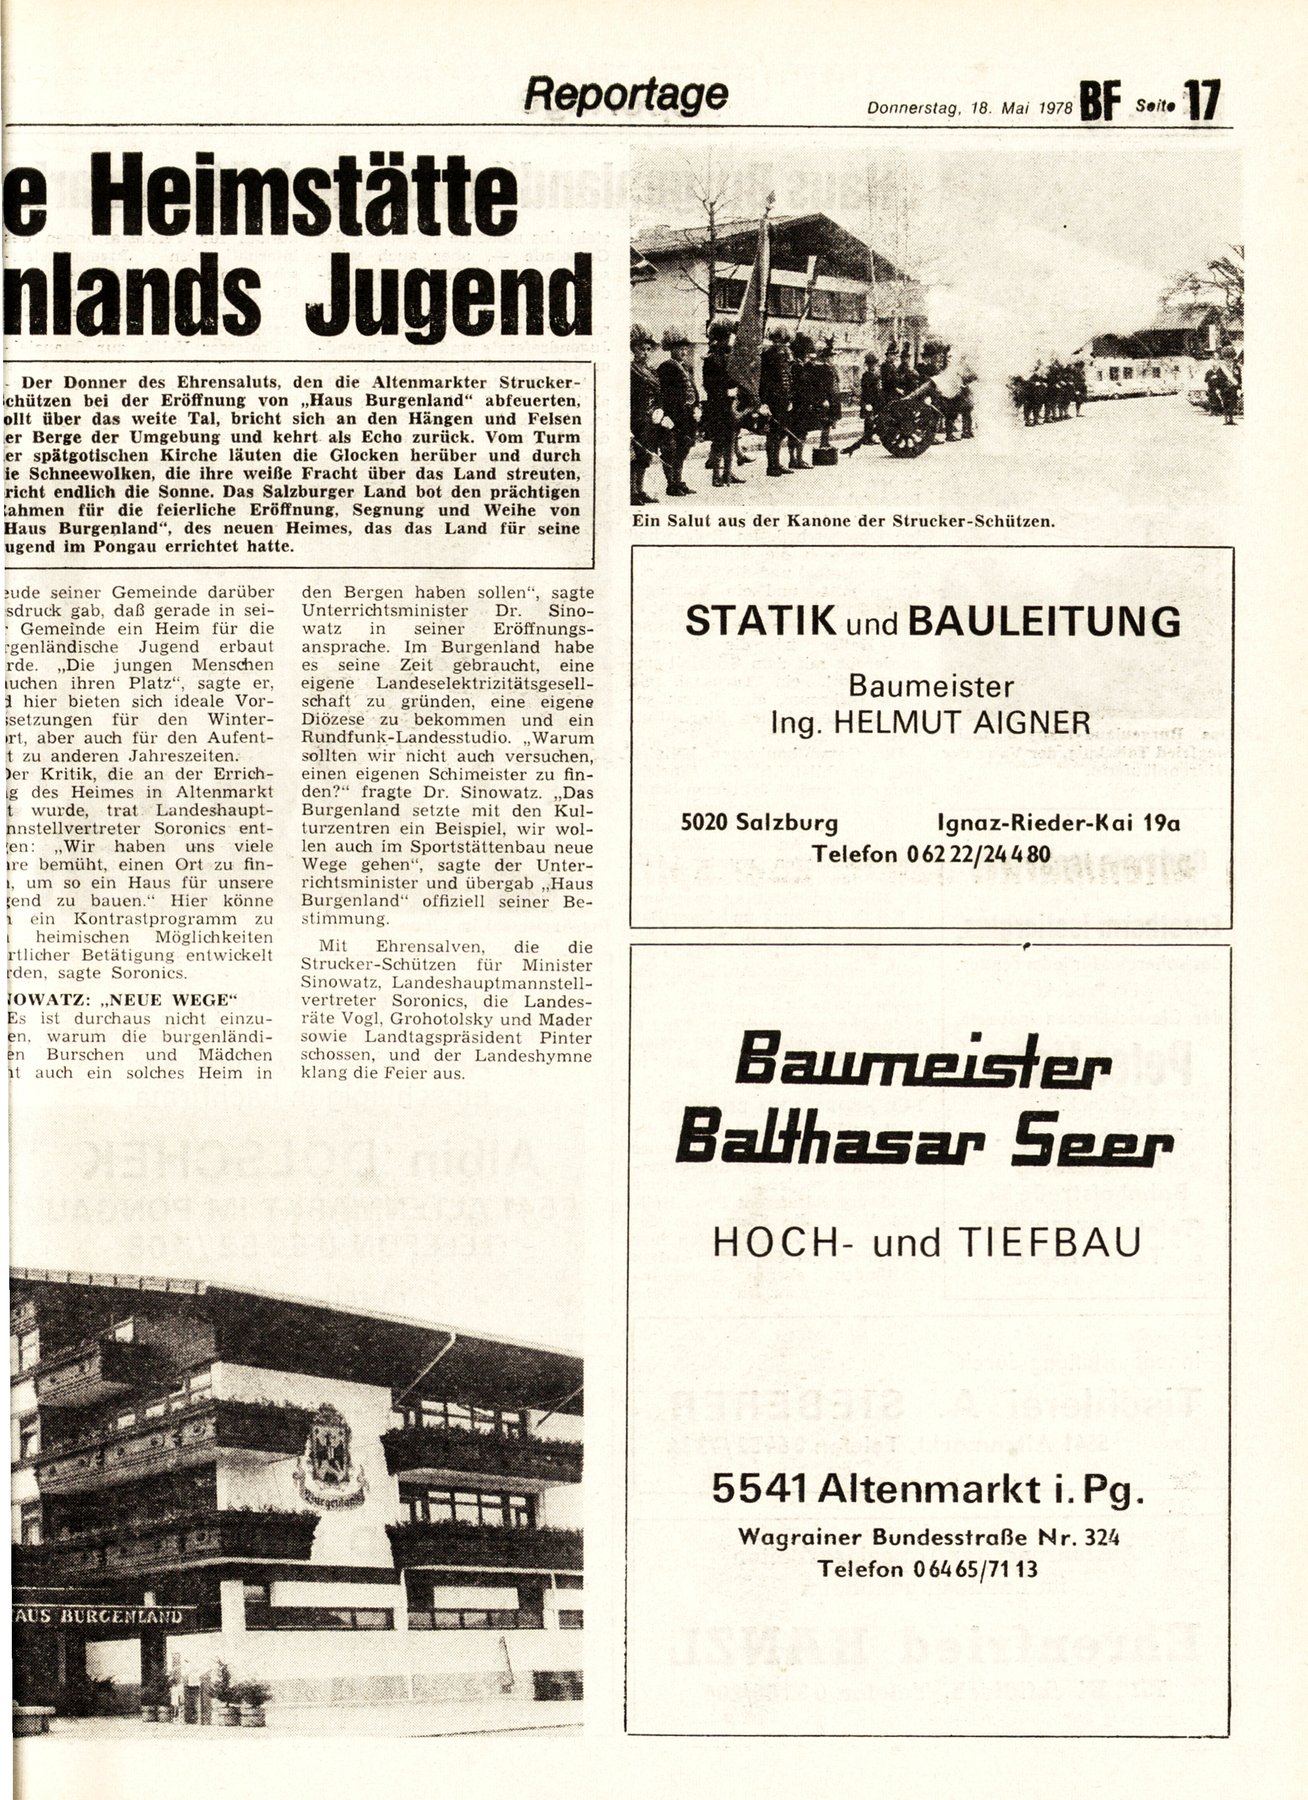 Reportage
Donnerstag, 18. Mai 1978 BF Seite 17
e Heimstätte
nlands Jugend
- Der Donner des Ehrensaluts, den die Altenmarkter Strucker-
chützen bei der Eröffnung von „Haus Burgenland“ abfeuerten,
ollt über das weite Tal, bricht sich an den Hängen und Felsen
er Berge der Umgebung und kehrt als Echo zurück. Vom Turm
er spätgotischen Kirche läuten die Glocken herüber und durch
ie Schneewolken, die ihre weiße Fracht über das Land streuten,
richt endlich die Sonne. Das Salzburger Land bot den prächtigen
ahmen für die feierliche Eröffnung, Segnung und Weihe von
Haus Burgenland“, des neuen Heimes, das das Land für seine
ugend im Pongau errichtet hatte.
eude seiner Gemeinde darüber
sdruck gab, daß gerade in sei-
r Gemeinde ein Heim für die
rgenländische Jugend erbaut
rde. „Die jungen Menschen
uchen ihren Platz“, sagte er,
d hier bieten sich ideale Vor-
ssetzungen für den Winter-
rt, aber auch für den Aufent-
t zu anderen Jahreszeiten.
Der Kritik, die an der Errich-
g des Heimes in Altenmarkt
t wurde, trat Landeshaupt-
nnstellvertreter Soronics ent-
en: „Wir haben uns viele
re bemüht, einen Ort zu fin-
, um so ein Haus für unsere
gend zu bauen.“ Hier könne
n ein Kontrastprogramm zu
n heimischen Möglichkeiten
rtlicher Betätigung entwickelt
rden, sagte Soronics.
NOWATZ: „NEUE WEGE“
Es ist durchaus nicht einzu-
en, warum die burgenländi-
en Burschen und Mädchen
ht auch ein solches Heim in
den Bergen haben sollen“, sagte
Unterrichtsminister Dr. Sino-
watz in seiner Eröffnungs-
ansprache. Im Burgenland habe
es seine Zeit gebraucht, eine
eigene Landeselektrizitätsgesell-
schaft zu gründen, eine eigene
Diözese zu bekommen und ein
Rundfunk-Landesstudio. „Warum
sollten wir nicht auch versuchen,
einen eigenen Schimeister zu fin-
den?“ fragte Dr. Sinowatz. „Das
Burgenland setzte mit den Kul-
turzentren ein Beispiel, wir wol-
len auch im Sportstättenbau neue
Wege gehen“, sagte der Unter-
richtsminister und übergab „Haus
Burgenland“ offiziell seiner Be-
stimmung.
Mit Ehrensalven, die die
Strucker-Schützen für Minister
Sinowatz, Landeshauptmannstell-
vertreter Soronics, die Landes-
räte Vogl, Grohotolsky und Mader
sowie Landtagspräsident Pinter
schossen, und der Landeshymne
klang die Feier aus.
Burgenland
AUS BURGENLAND
Ein Salut aus der Kanone der Strucker-Schützen.
STATIK und BAULEITUNG
Baumeister
Ing. HELMUT AIGNER
5020 Salzburg Ignaz-Rieder-Kai 19a
Telefon 0 62 22/24 4 80
Baumeister
Balthasar Seer
HOCH- und TIEFBAU
5541 Altenmarkt i. Pg.
Wagrainer Bundesstraße Nr. 324
Telefon 0 64 65/71 13